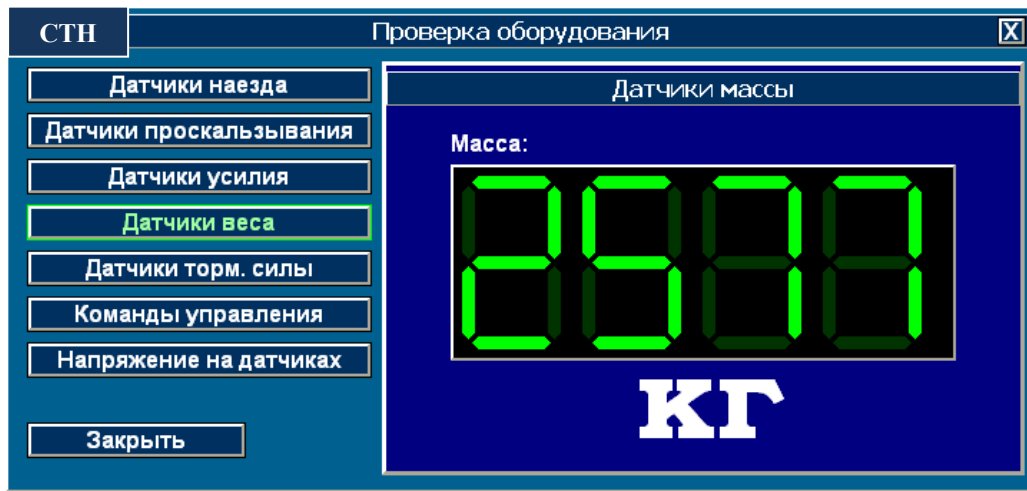 СТН
Проверка оборудования
X
Датчики наезда
Датчики проскальзывания
Датчики усилия
Датчики веса
Датчики торм. силы
Команды управления
Напряжение на датчиках
Закрыть
Датчики массы
Масса:
2577
кг